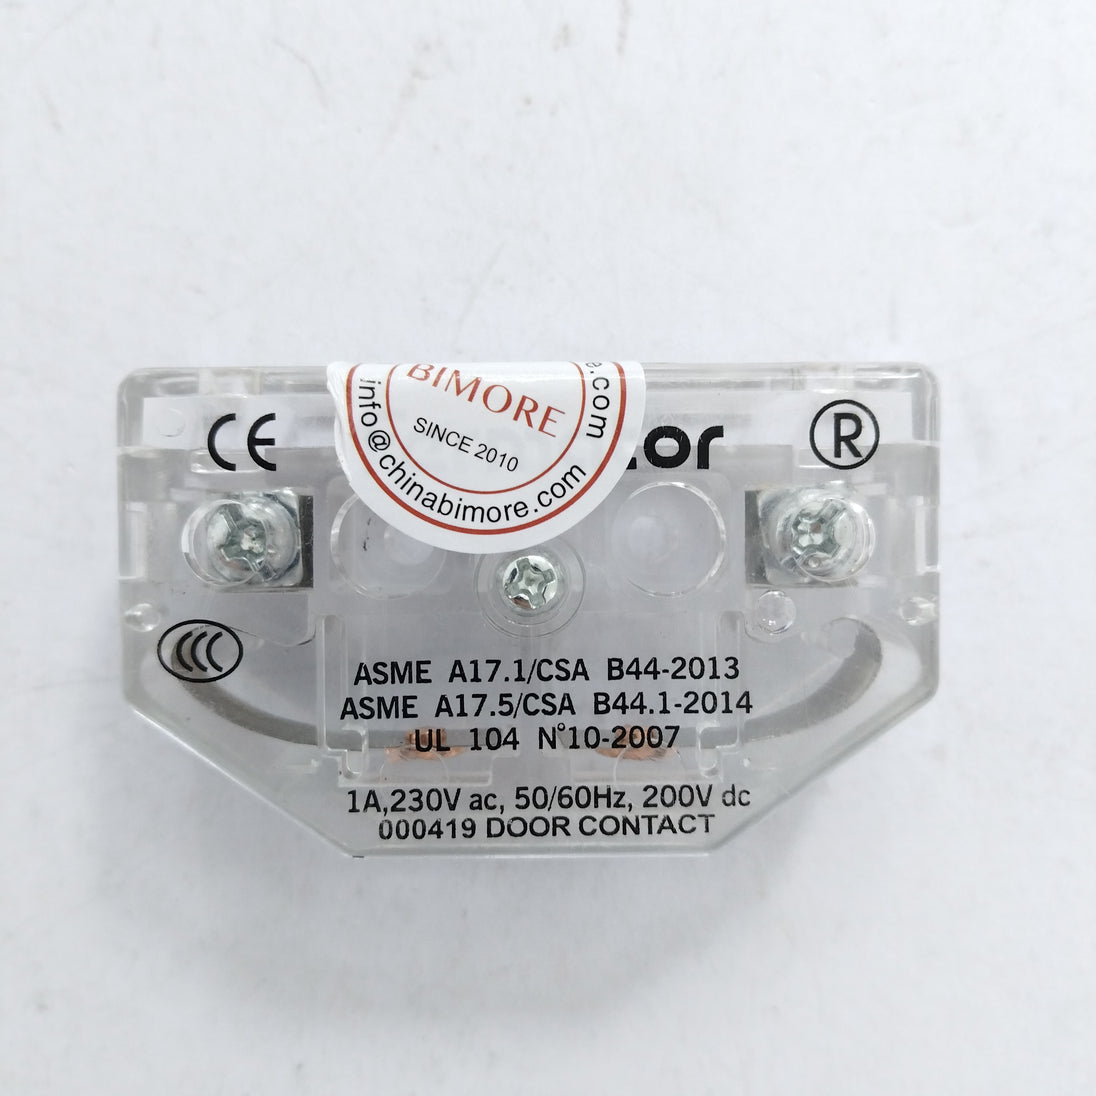 CE
BIMORE
SINCE 2010
info@chinabimore.com
e.com
®
CCC
ASME A17.1/CSA B44-2013
ASME A17.5/CSA B44.1-2014
UL 104 N°10-2007
1A,230V ac, 50/60Hz, 200V dc
000419 DOOR CONTACT